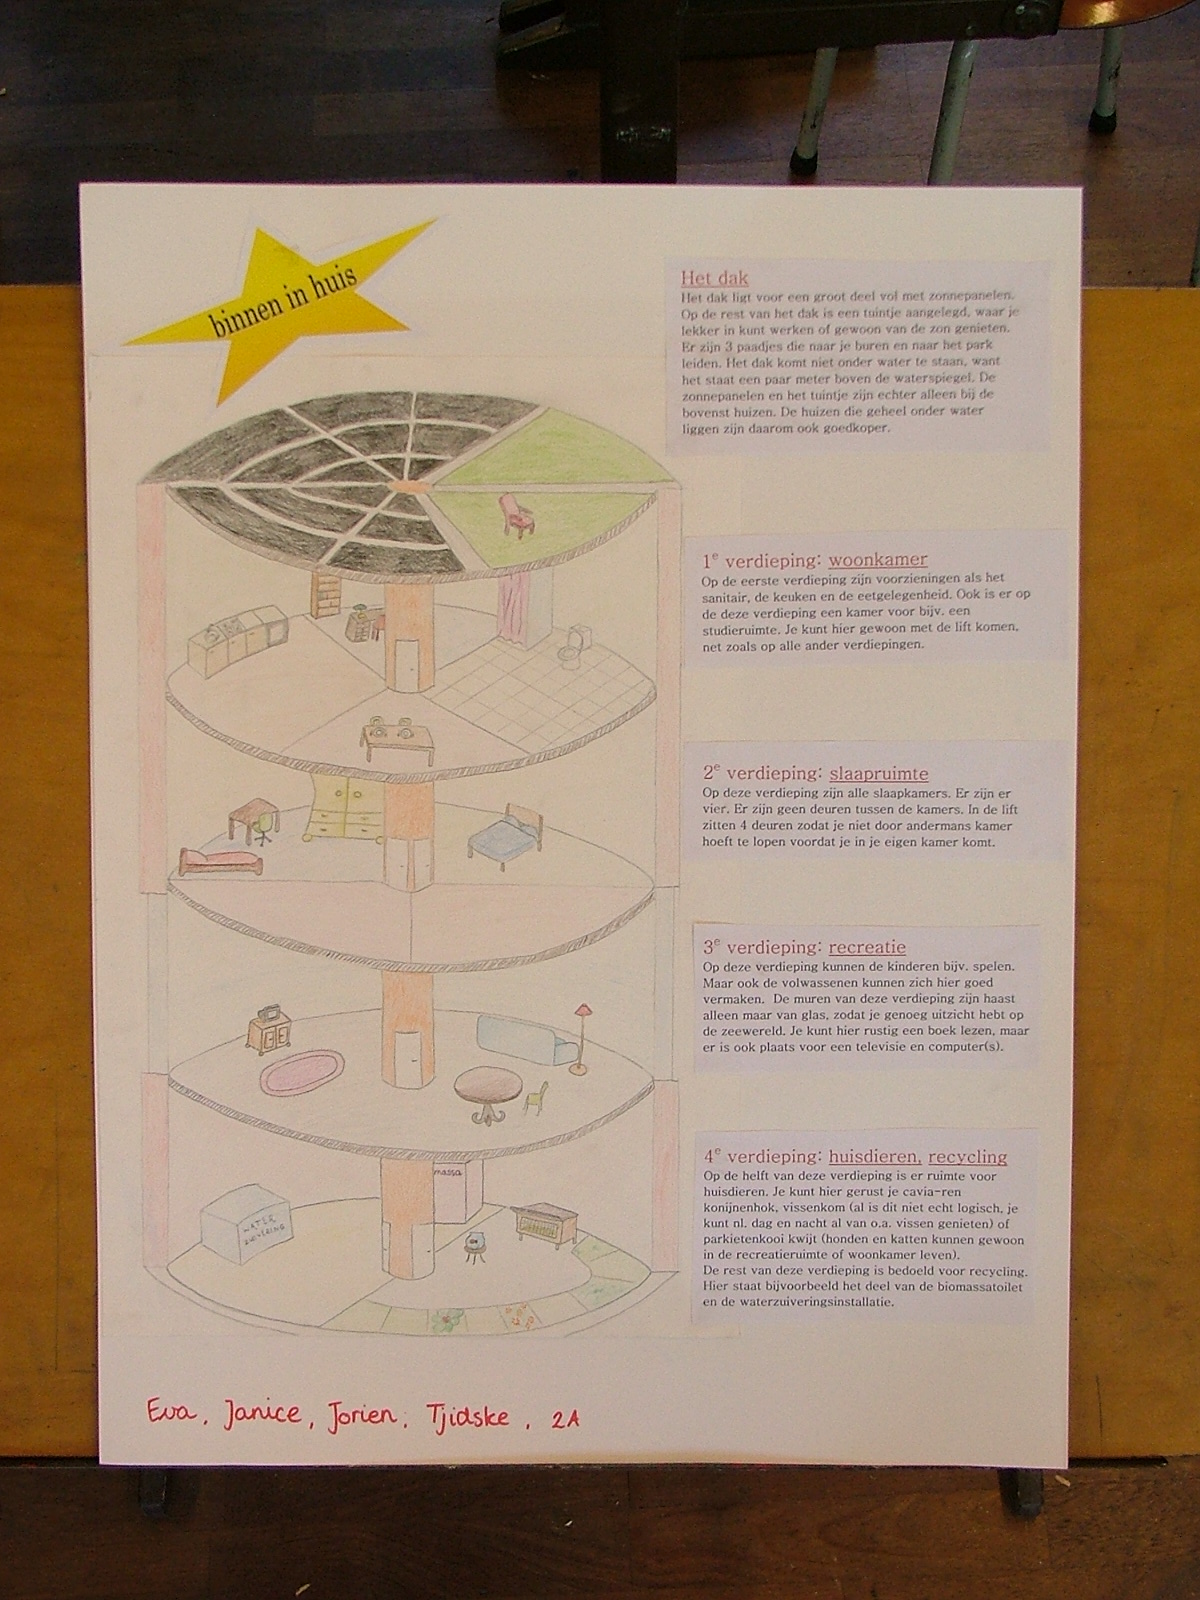 binnen in huis
Het dak
Het dak ligt voor een groot deel vol met zonnepanelen.
Op de rest van het dak is een tuintje aangelegd, waar je
lekker in kunt werken of gewoon van de zon genieten.
Er zijn 3 paadjes die naar je buren en naar het park
leiden. Het dak komt niet onder water te staan, want
het staat een paar meter boven de waterspiegel. De
zonnepanelen en het tuintje zijn echter alleen bij de
bovenst huizen. De huizen die geheel onder water
liggen zijn daarom ook goedkoper.
1e verdieping: woonkamer
Op de eerste verdieping zijn voorzieningen als het
sanitair, de keuken en de eetgelegenheid. Ook is er op
de deze verdieping een kamer voor bijv. een
studieruimte. Je kunt hier gewoon met de lift komen,
net zoals op alle ander verdiepingen.
2e verdieping: slaapruimte
Op deze verdieping zijn alle slaapkamers. Er zijn er
vier. Er zijn geen deuren tussen de kamers. In de lift
zitten 4 deuren zodat je niet door andermans kamer
hoeft te lopen voordat je in je eigen kamer komt.
3e verdieping: recreatie
Op deze verdieping kunnen de kinderen bijv. spelen.
Maar ook de volwassenen kunnen zich hier goed
vermaken. De muren van deze verdieping zijn haast
alleen maar van glas, zodat je genoeg uitzicht hebt op
de zeewereld. Je kunt hier rustig een boek lezen, maar
er is ook plaats voor een televisie en computer(s).
4e verdieping: huisdieren, recycling
Op de helft van deze verdieping is er ruimte voor
huisdieren. Je kunt hier gerust je cavia-ren
konijnenhok, vissenkom (al is dit niet echt logisch, je
kunt nl. dag en nacht al van o.a. vissen genieten) of
parkietenkooi kwijt (honden en katten kunnen gewoon
in de recreatieruimte of woonkamer leven).
De rest van deze verdieping is bedoeld voor recycling.
Hier staat bijvoorbeeld het deel van de biomassatoilet
en de waterzuiveringsinstallatie.
massa
WATER
ZUIVERING
Eva, Janice, Jorien, Tjidske, 2A